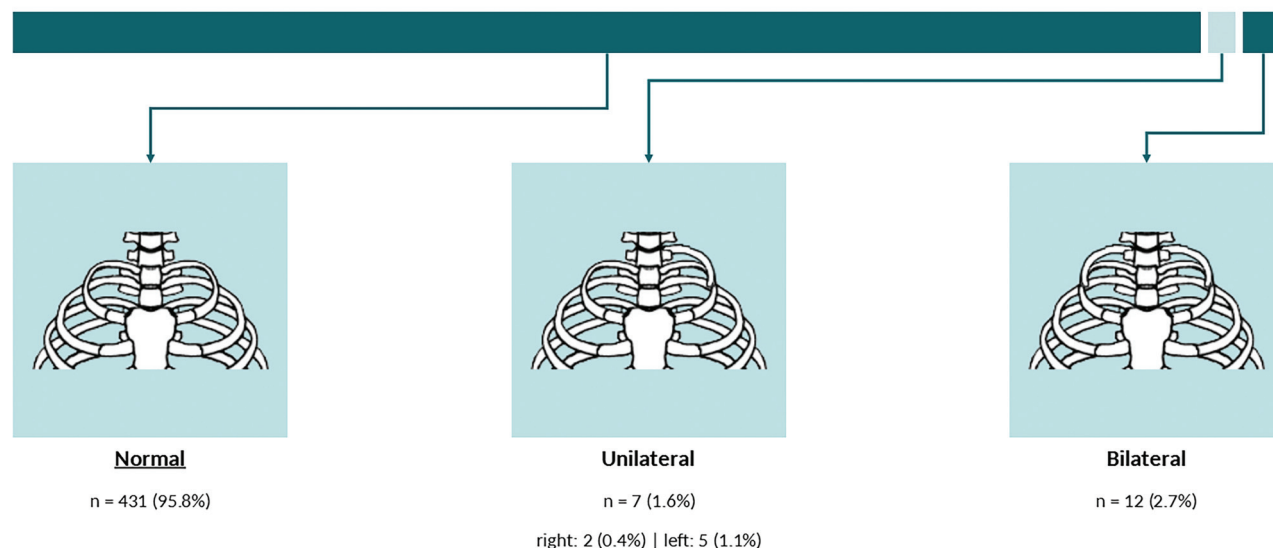 Normal
n = 431 (95.8%)
Unilateral
n = 7 (1.6%)
right: 2 (0.4%) | left: 5 (1.1%)
Bilateral
n = 12 (2.7%)